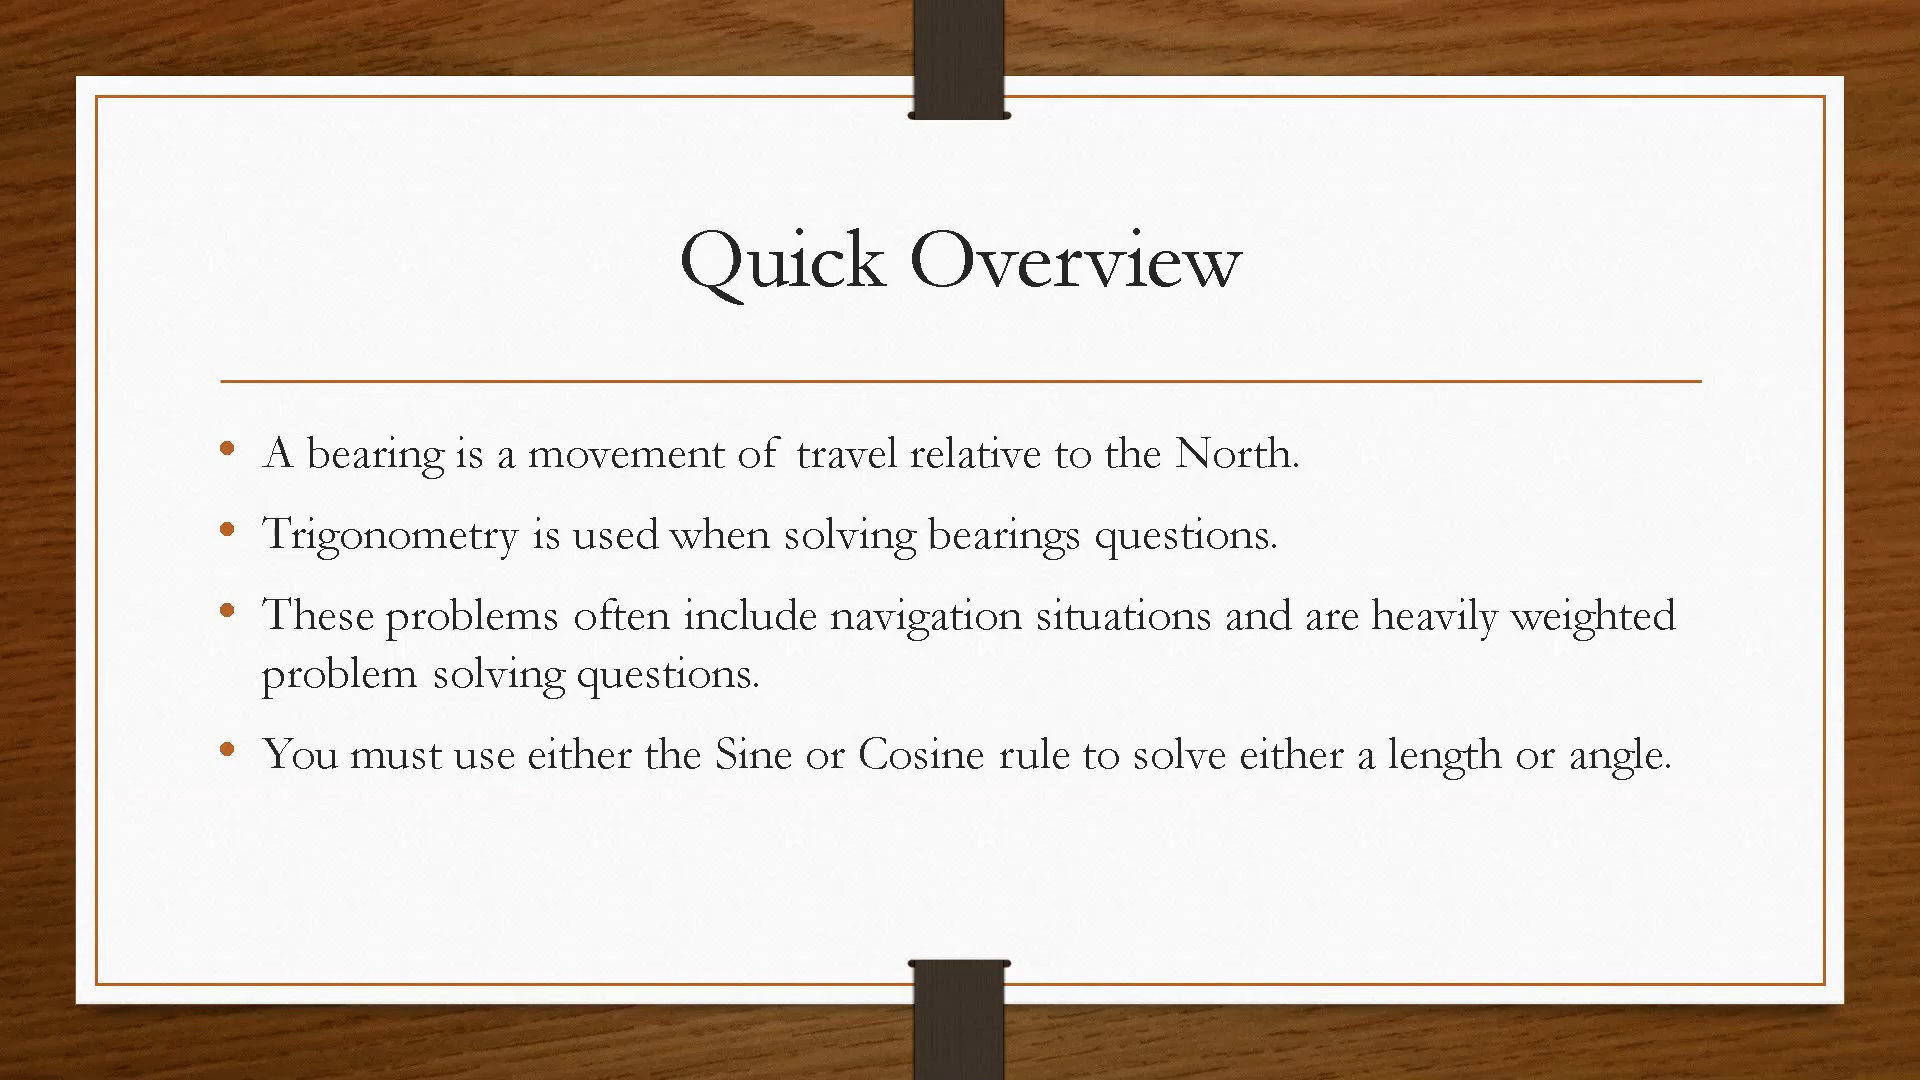 Quick Overview
• A bearing is a movement of travel relative to the North.
• Trigonometry is used when solving bearings questions.
• These problems often include navigation situations and are heavily weighted
problem solving questions.
• You must use either the Sine or Cosine rule to solve either a length or angle.